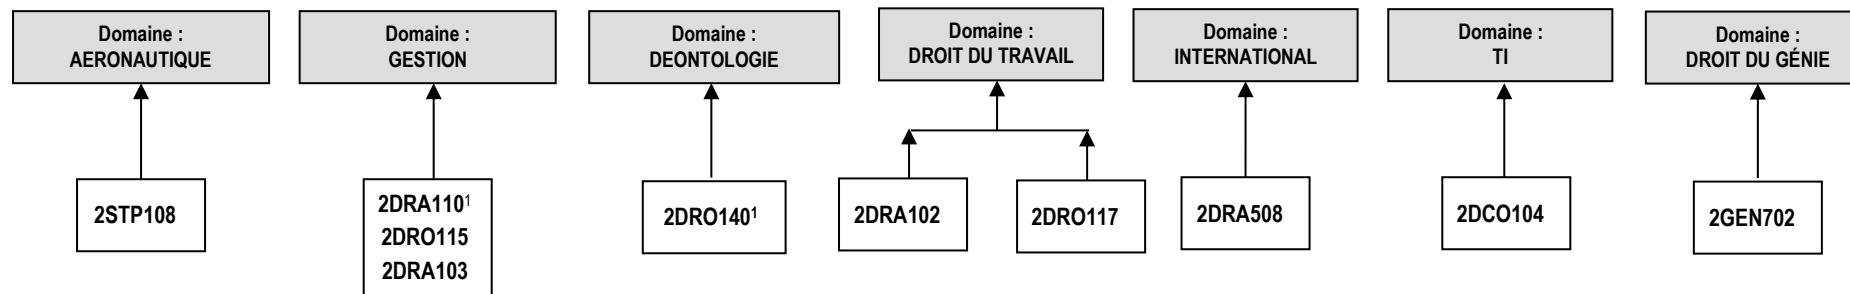 Domaine :
AERONAUTIQUE
Domaine :
GESTION
Domaine :
DEONTOLOGIE
Domaine :
DROIT DU TRAVAIL
Domaine :
INTERNATIONAL
Domaine :
TI
Domaine :
DROIT DU GÉNIE
2STP108
2DRA110¹
2DRO115
2DRA103
2DRO140¹
2DRA102
2DRO117
2DRA508
2DCO104
2GEN702